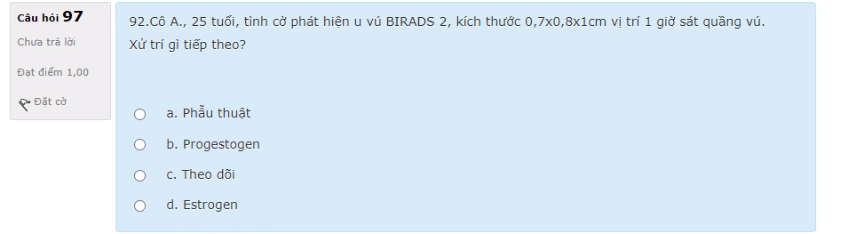 Câu hỏi 97
Chưa trả lời
Đạt điểm 1,00
Đặt cờ
92.Cô A., 25 tuổi, tình cờ phát hiện u vú BIRADS 2, kích thước 0,7x0,8x1cm vị trí 1 giờ sát quầng vú.
Xử trí gì tiếp theo?
a. Phẫu thuật
b. Progestogen
c. Theo dõi
d. Estrogen